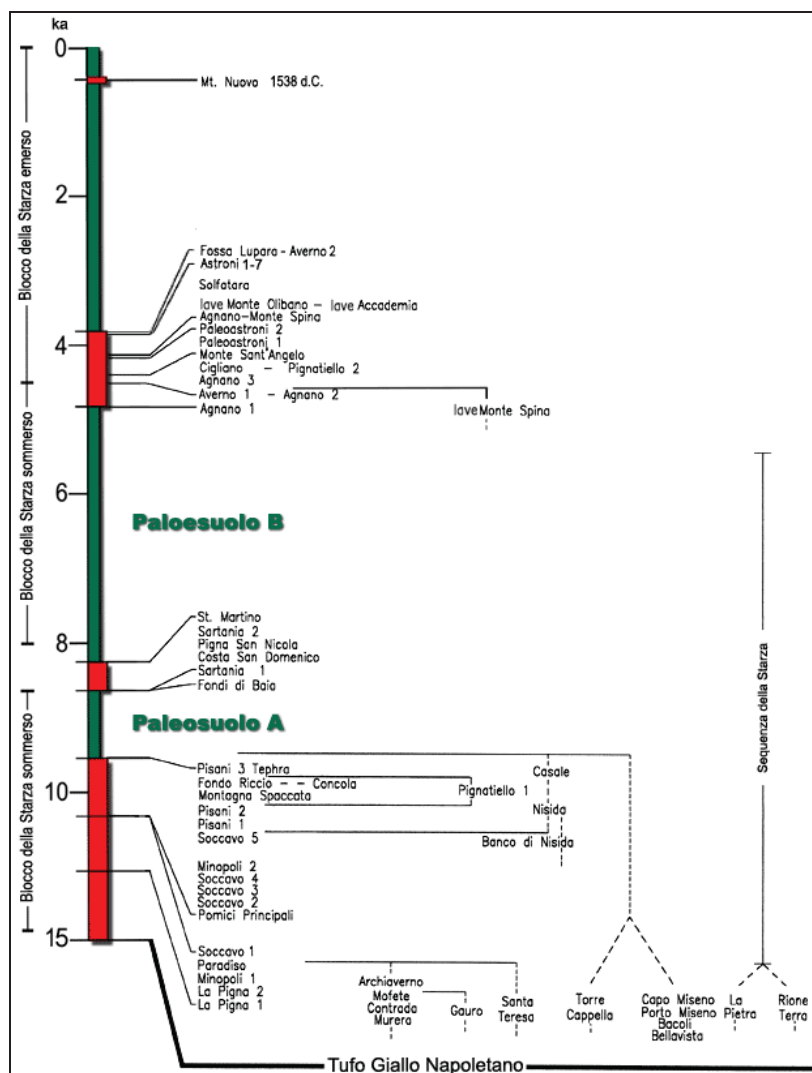 ka
0
Mt. Nuovo 1538 d.C.
Blocco della Starza emerso
2
Fossa Lupara - Averno 2
Astroni 1-7
Solfatara
lave Monte Olibano - lave Accademia
Agnano-Monte Spina
Paleoastroni 2
4
Paleoastroni 1
Monte Sant'Angelo
Cigliano - Pignatiello 2
Agnano 3
Averno 1 - Agnano 2
Agnano 1
lave Monte Spina
Blocco della Starza sommerso
6
Paloesuolo B
8
St. Martino
Sartania 2
Pigna San Nicola
Costa San Domenico
Sartania 1
Fondi di Baia
Paleosuolo A
Sequenza della Starza
Blocco della Starza sommerso
10
Pisani 3 Tephra
Fondo Riccio - - Concola
Montagna Spaccata
Pisani 2
Pisani 1
Soccavo 5
Casale
Pignatiello 1
Nisida
Banco di Nisida
Minopoli 2
Soccavo 4
Soccavo 3
Soccavo 2
Pomici Principali
15
Soccavo 1
Paradiso
Minopoli 1
La Pigna 2
La Pigna 1
Archiaverno
Mofete
Contrada
Murera
Gauro
Santa
Teresa
Torre
Cappella
Capo Miseno
Porto Miseno
Bacoli
Bellavista
La
Pietra
Rione
Terra
Tufo Giallo Napoletano